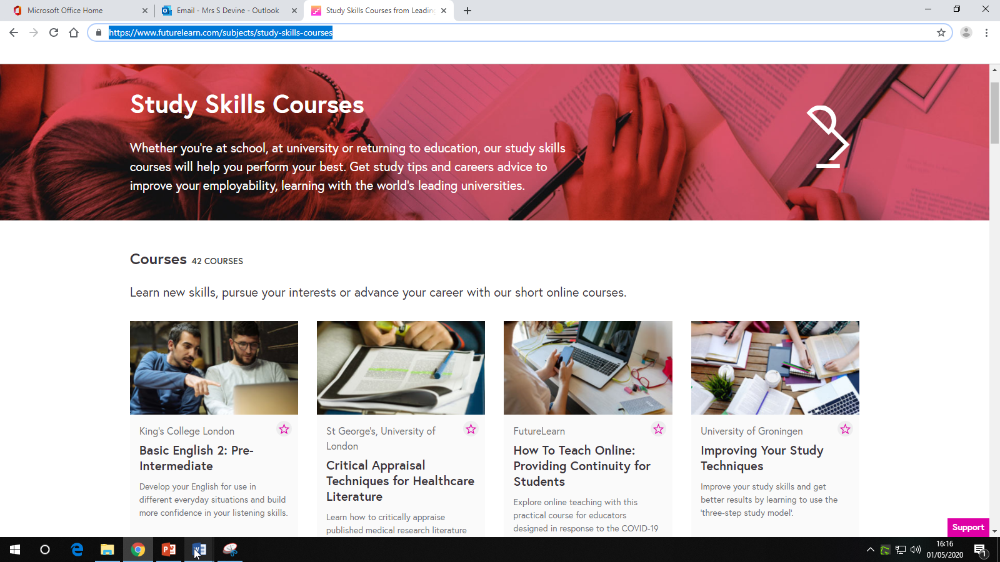 Microsoft Office Home
Email - Mrs S Devine - Outlook
Study Skills Courses from Leading
https://www.futurelearn.com/subjects/study-skills-courses
Study Skills Courses
Whether you're at school, at university or returning to education, our study skills
courses will help you perform your best. Get study tips and careers advice to
improve your employability, learning with the world's leading universities.
Courses 42 COURSES
Learn new skills, pursue your interests or advance your career with our short online courses.
King's College London
Basic English 2: Pre-
Intermediate
Develop your English for use in
different everyday situations and build
more confidence in your listening skills.
St George's, University of
London
Critical Appraisal
Techniques for Healthcare
Literature
Learn how to critically appraise
published medical research literature
FutureLearn
How To Teach Online:
Providing Continuity for
Students
Explore online teaching with this
practical course for educators
designed in response to the COVID-19
University of Groningen
Improving Your Study
Techniques
Improve your study skills and get
better results by learning to use the
'three-step study model'.
Support
16:16
01/05/2020
1